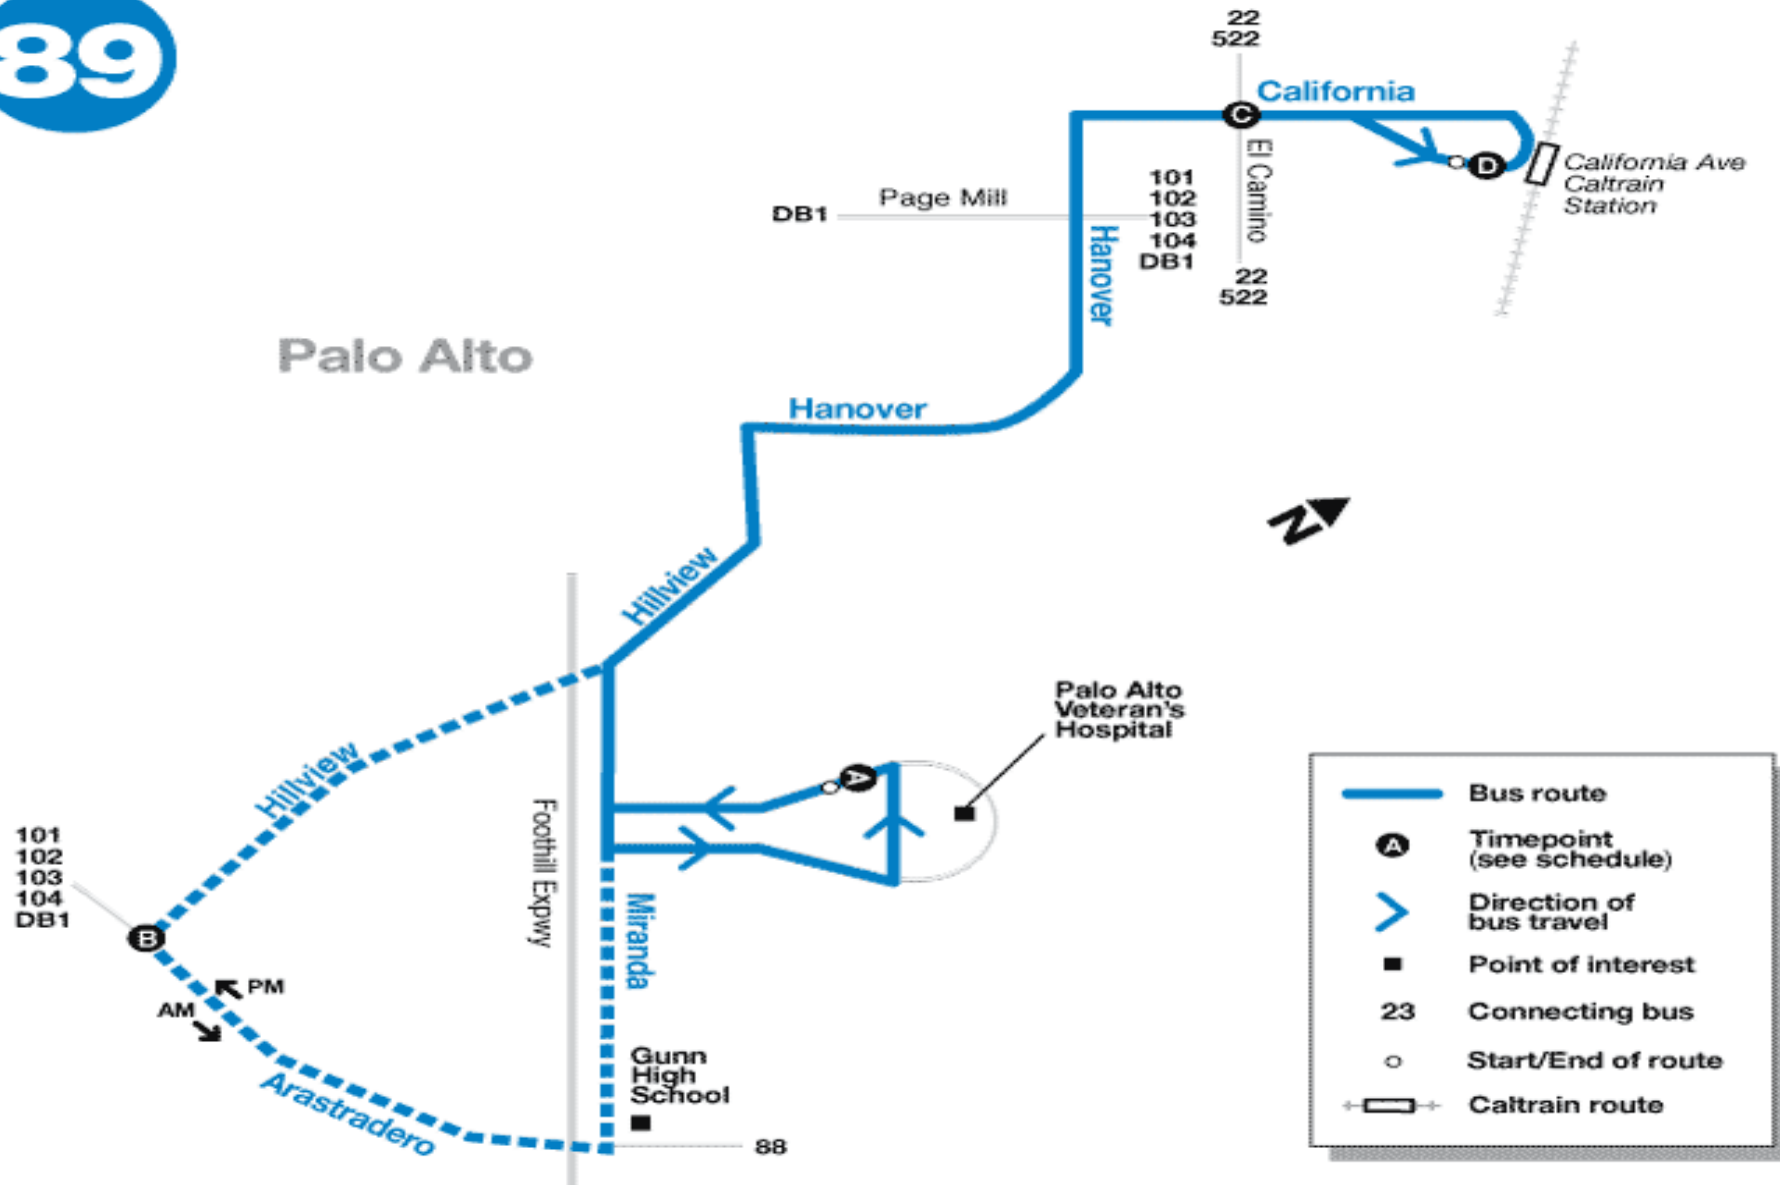 89
22
522
California
El Camino
California Ave
Caltrain
Station
D
C
Page Mill
DB1
101
102
103
104
DB1
Hanover
22
522
Palo Alto
Hanover
N
Hillview
Hillview
Palo Alto
Veteran's
Hospital
A
Foothill Expwy
Miranda
101
102
103
104
DB1
B
PM
AM
Arastradero
Gunn
High
School
88
Bus route
A
Timepoint
(see schedule)
Direction of
bus travel
Point of interest
23
Connecting bus
Start/End of route
Caltrain route